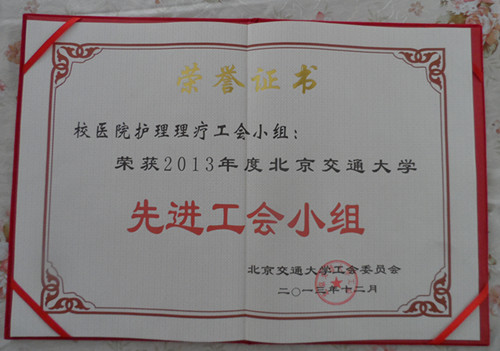 荣誉证书
校医院护理理疗工会小组：
荣获2013年度北京交通大学
先进工会小组
北京交通大学工会委员会
二〇一三年十二月